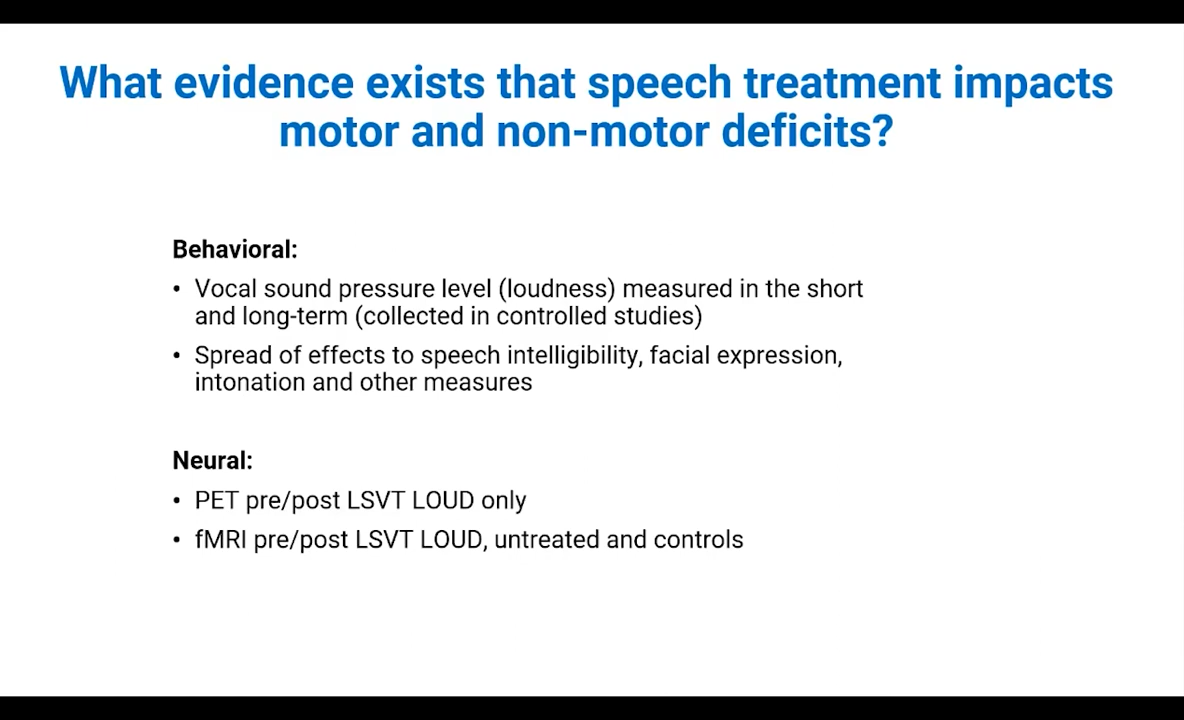 What evidence exists that speech treatment impacts
motor and non-motor deficits?
Behavioral:
• Vocal sound pressure level (loudness) measured in the short
and long-term (collected in controlled studies)
• Spread of effects to speech intelligibility, facial expression,
intonation and other measures
Neural:
• PET pre/post LSVT LOUD only
• fMRI pre/post LSVT LOUD, untreated and controls